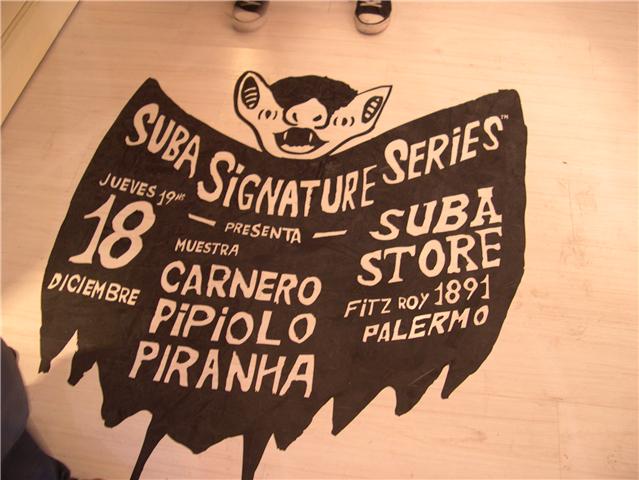 SUBA SiGNATURE SERiES™
JUEVES 19HS
18
DICIEMBRE
— PRESENTA —
MUESTRA
CARNERO
PiPiOLO
PIRANHA
SUBA
STORE
FiTZ ROY 1891
PALERMO